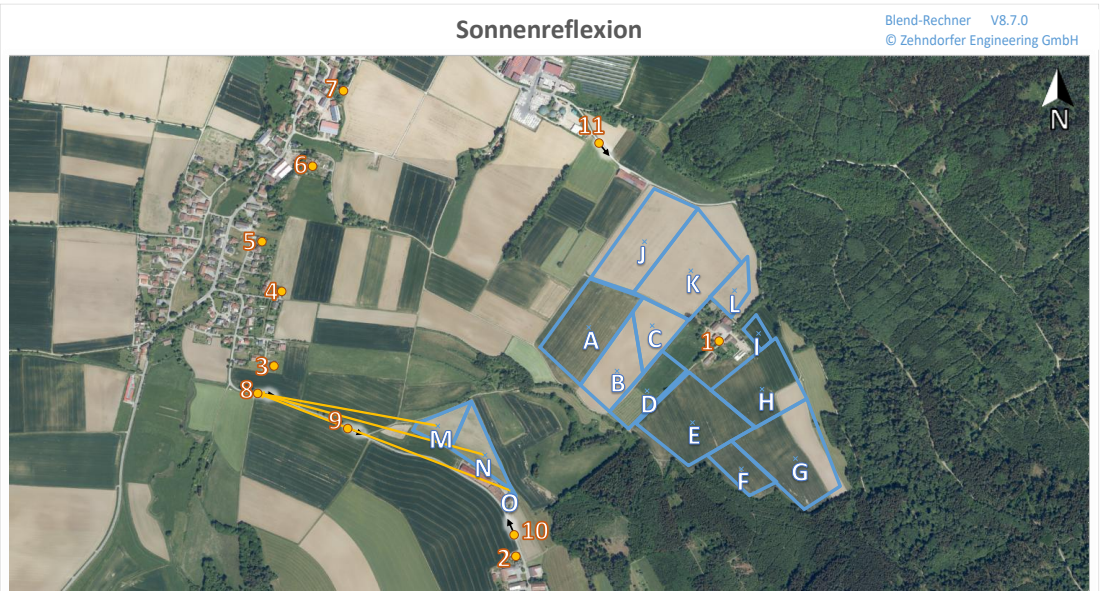 Sonnenreflexion
Blend-Rechner V8.7.0
© Zehndorfer Engineering GmbH
7
11
N
6
5
J
4
K
L
A
C
1
I
3
B
8
D
H
9
M
E
N
G
F
O
10
2